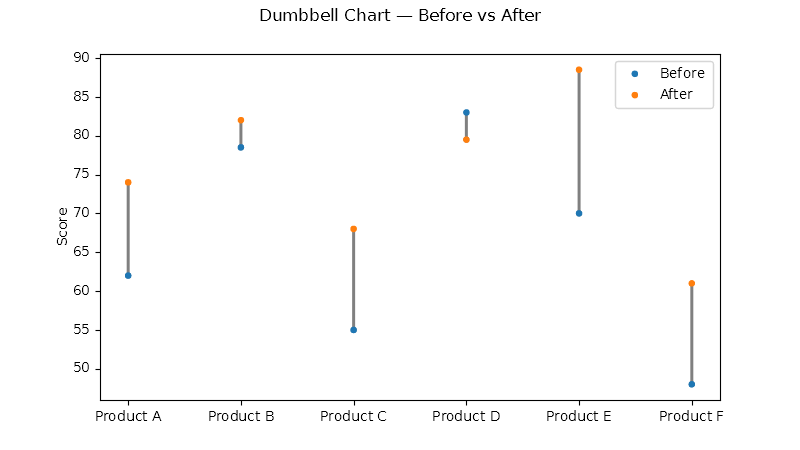 Dumbbell Chart — Before vs After
90
85
80
75
70
65
60
55
50
Score
Before
After
Product A
Product B
Product C
Product D
Product E
Product F